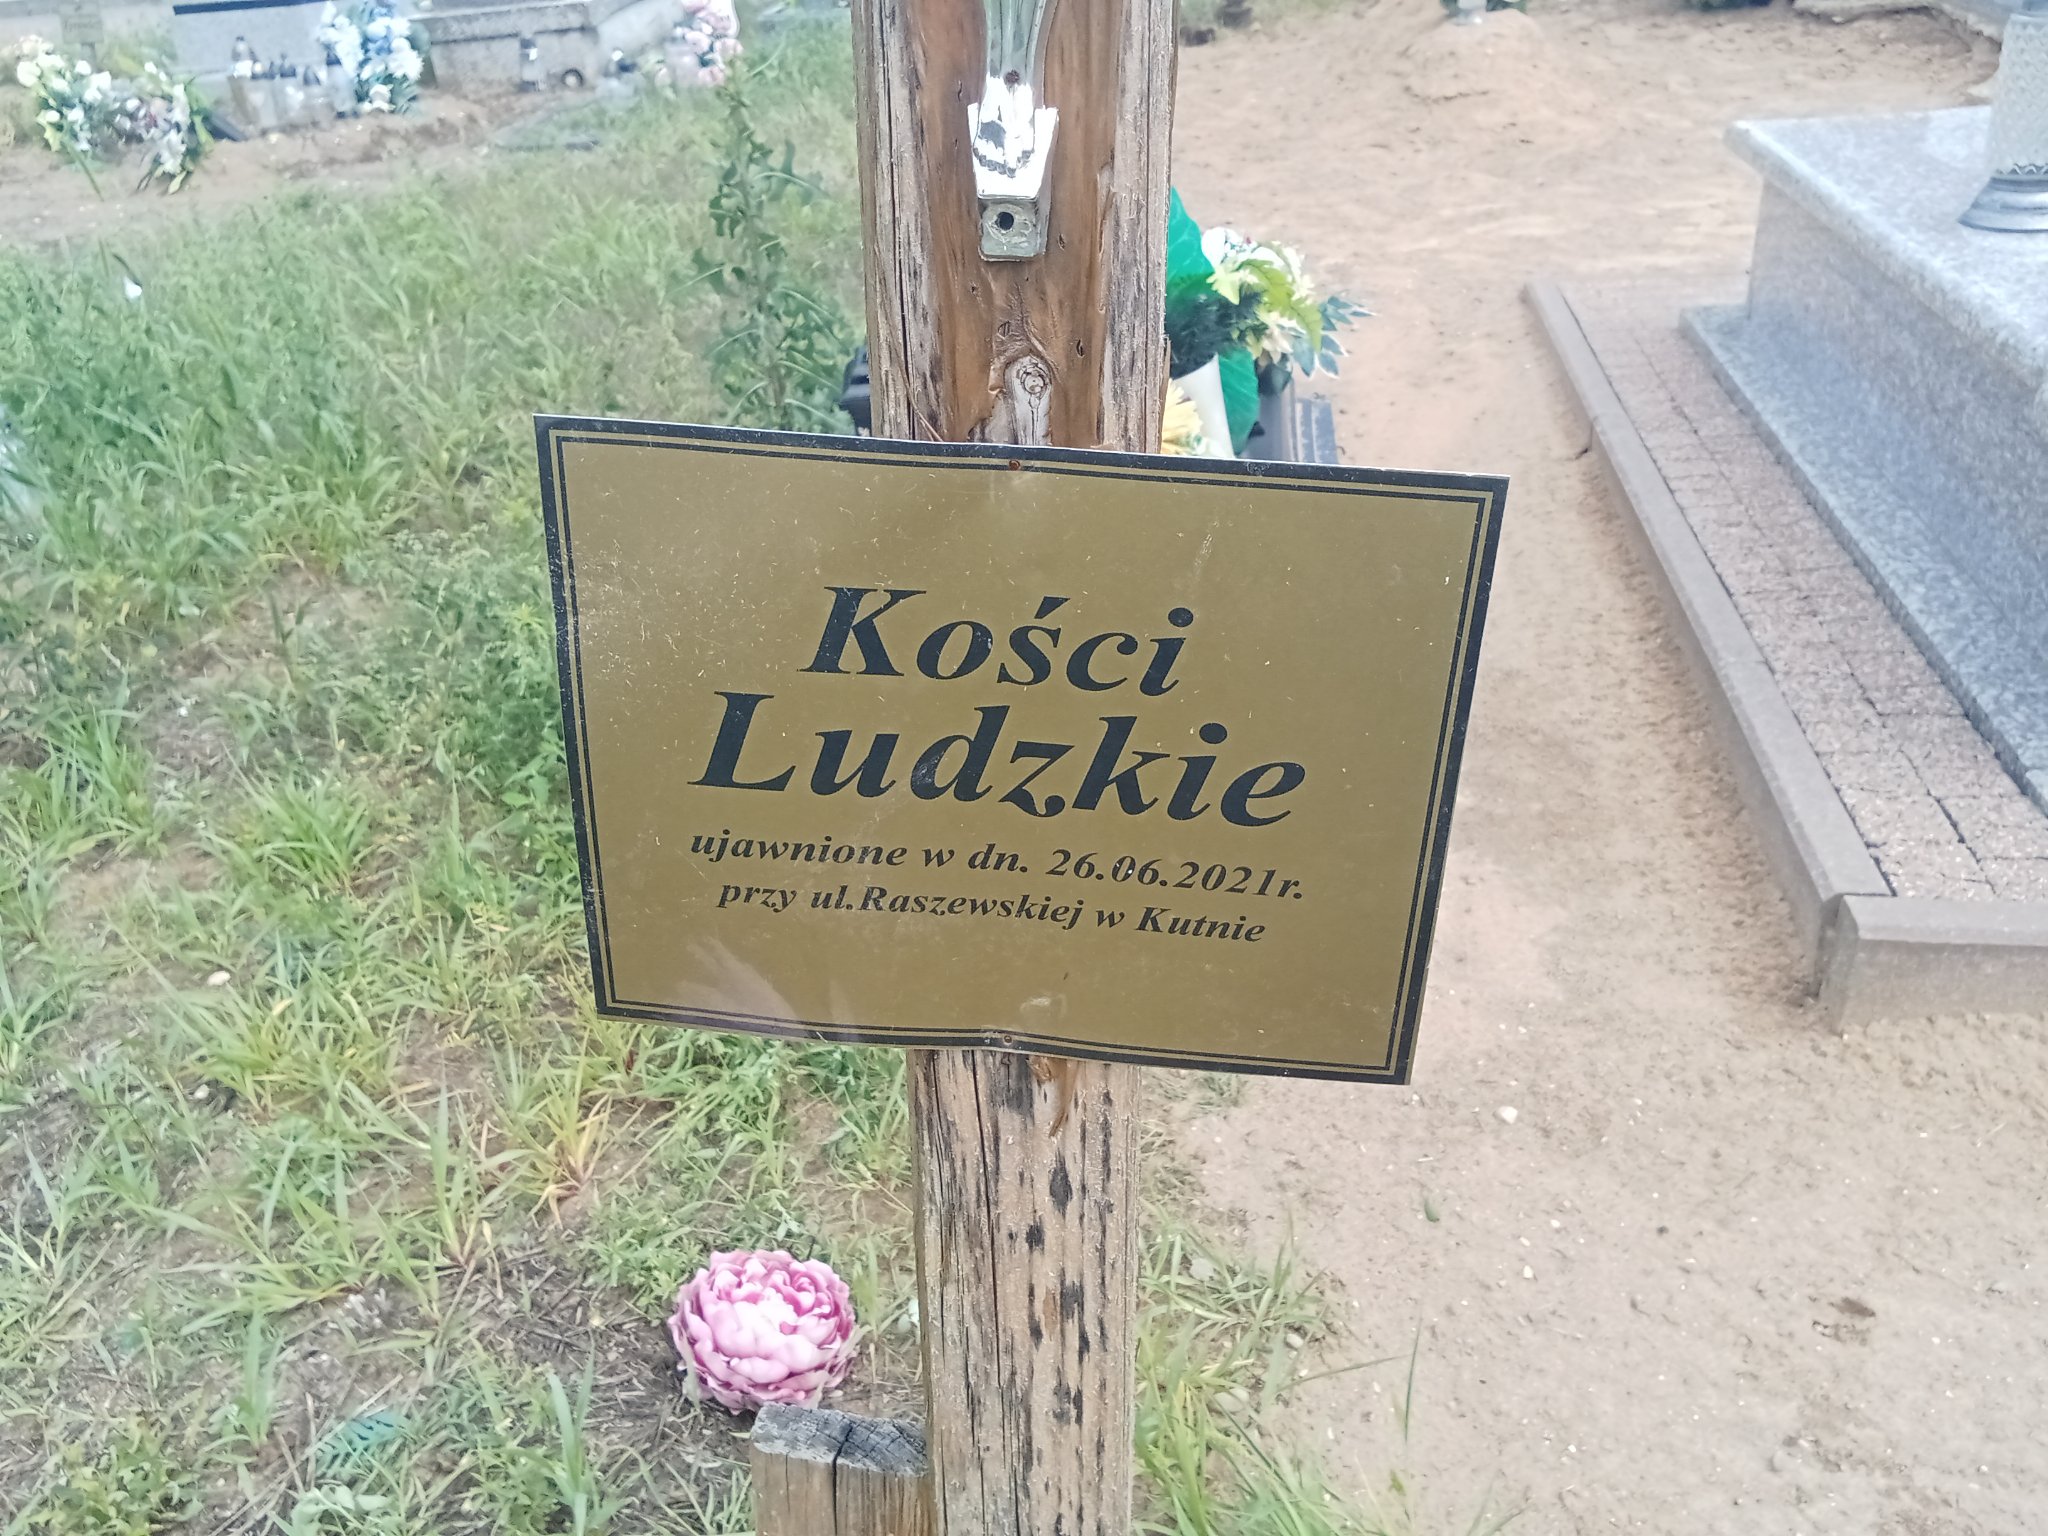 Kości
Ludzkie
ujawnione w dn. 26.06.2021r.
przy ul.Raszewskiej w Kutnie